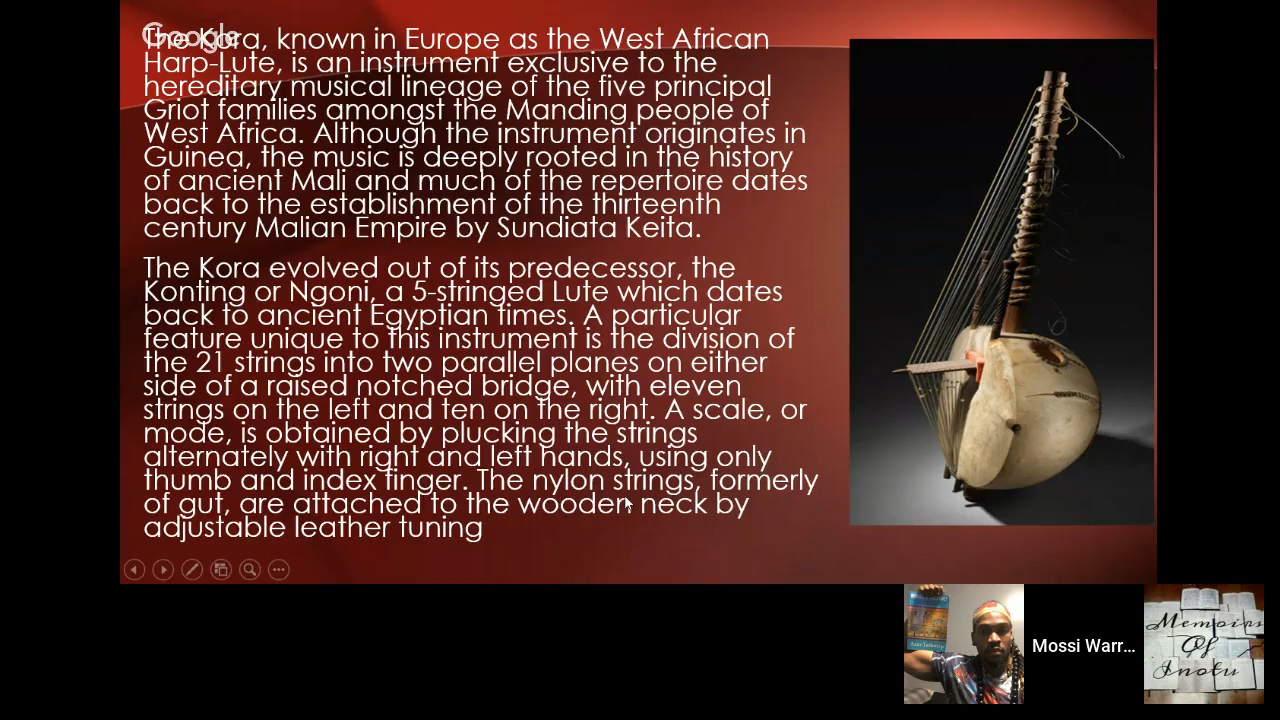 Google
The Kora, known in Europe as the West African
Harp-Lute, is an instrument exclusive to the
hereditary musical lineage of the five principal
Griot families amongst the Manding people of
West Africa. Although the instrument originates in
Guinea, the music is deeply rooted in the history
of ancient Mali and much of the repertoire dates
back to the establishment of the thirteenth
century Malian Empire by Sundiata Keita.
The Kora evolved out of its predecessor, the
Konting or Ngoni, a 5-stringed Lute which dates
back to ancient Egyptian times. A particular
feature unique to this instrument is the division of
the 21 strings into two parallel planes on either
side of a raised notched bridge, with eleven
strings on the left and ten on the right. A scale, or
mode, is obtained by plucking the strings
alternately with right and left hands, using only
thumb and index finger. The nylon strings, formerly
of gut, are attached to the wooden neck by
adjustable leather tuning
Mossi Warr...
Memoirs
Of